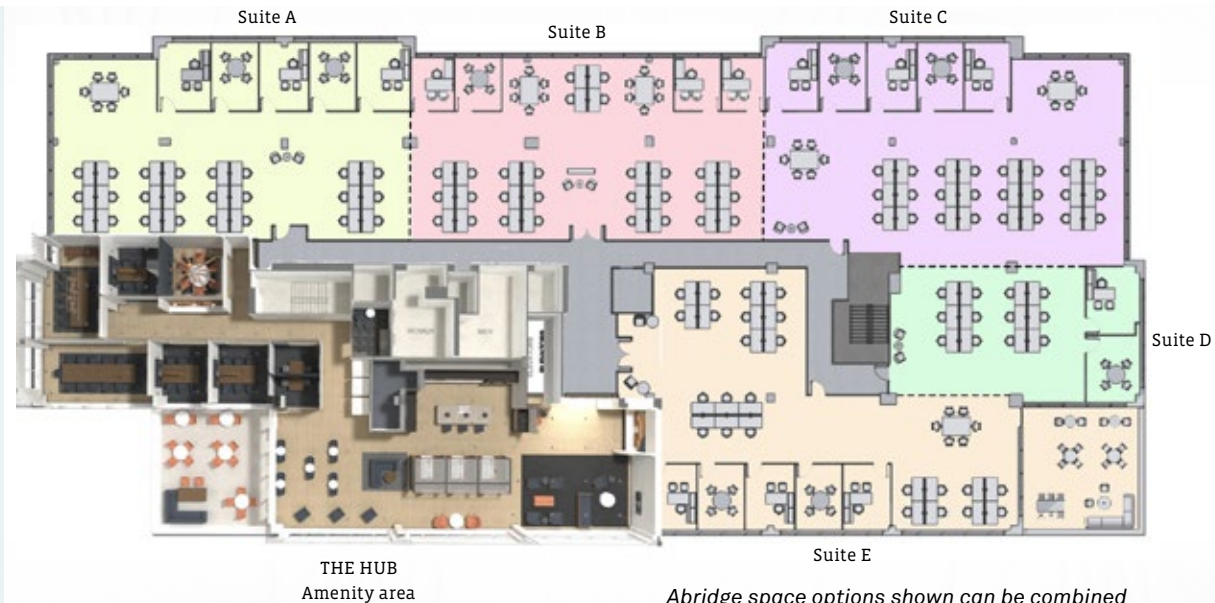 Suite A
Suite B
Suite C
Suite D
Suite E
THE HUB
Amenity area
Abridge space options shown can be combined